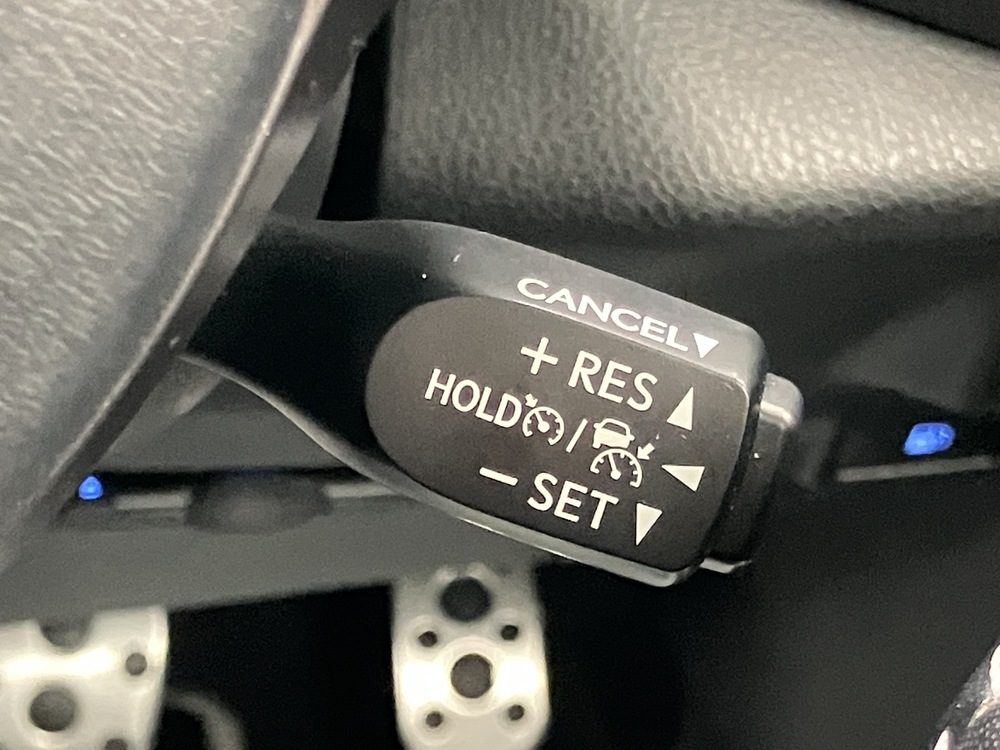 CANCEL▼
+ RES ▲
HOLD / ◀
− SET ▼